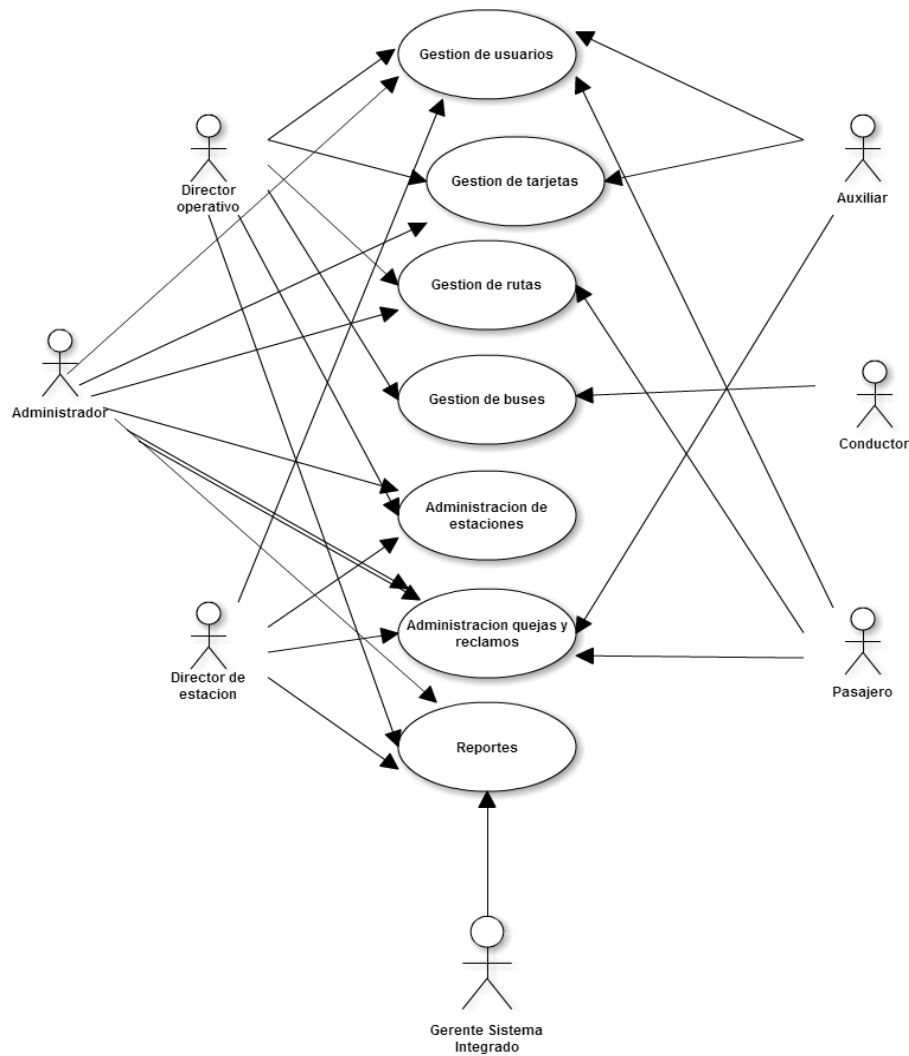 Gestion de usuarios
Director
operativo
Gestion de tarjetas
Auxiliar
Gestion de rutas
Administrador
Gestion de buses
Conductor
Administracion de
estaciones
Administracion quejas y
reclamos
Director de
estacion
Pasajero
Reportes
Gerente Sistema
Integrado